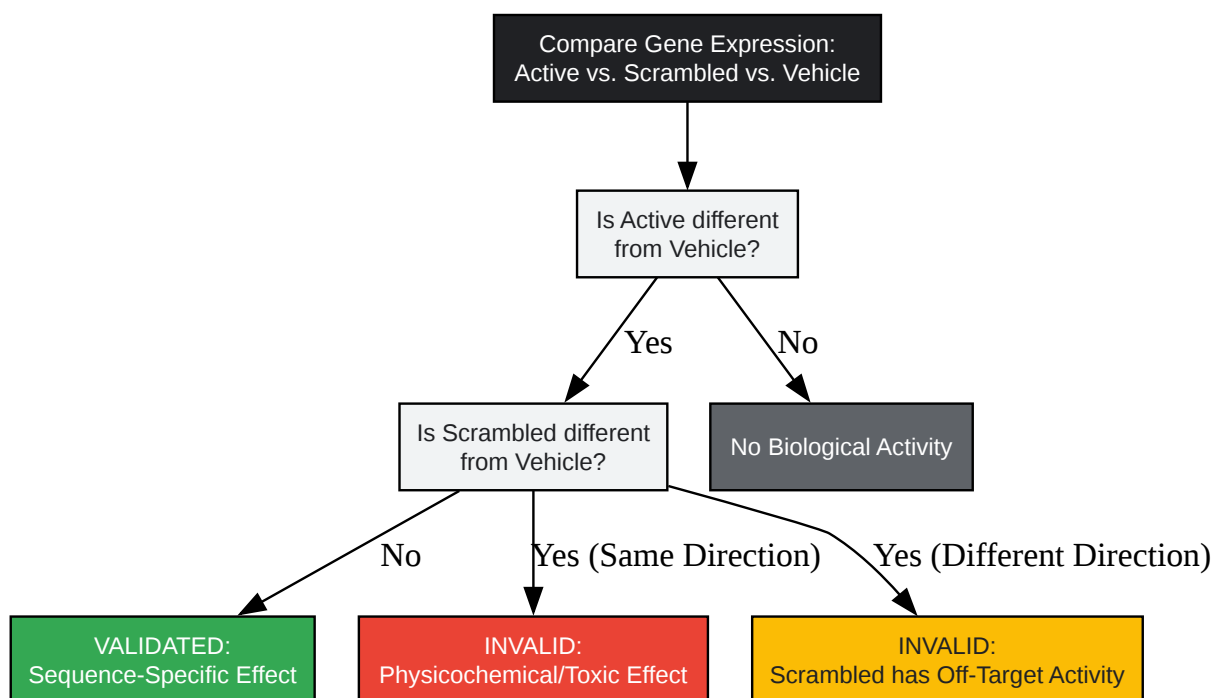 Compare Gene Expression:
Active vs. Scrambled vs. Vehicle
Is Active different
from Vehicle?
Yes
No
Is Scrambled different
from Vehicle?
No Biological Activity
No
Yes (Same Direction)
Yes (Different Direction)
VALIDATED:
Sequence-Specific Effect
INVALID:
Physicochemical/Toxic Effect
INVALID:
Scrambled has Off-Target Activity